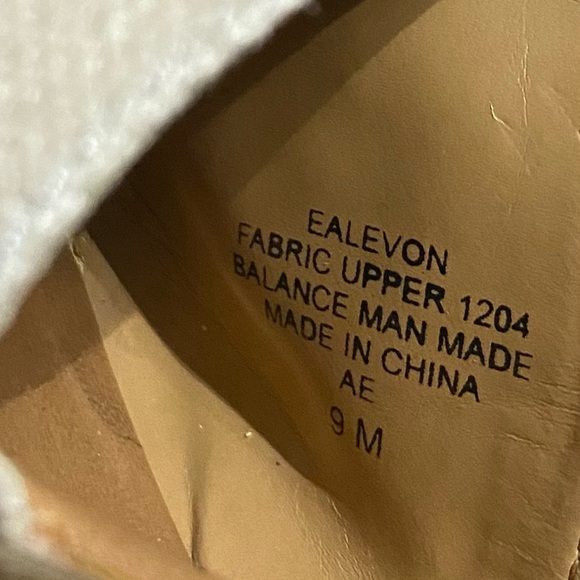 EALEVON
FABRIC UPPER 1204
BALANCE MAN MADE
MADE IN CHINA
AE
9 M